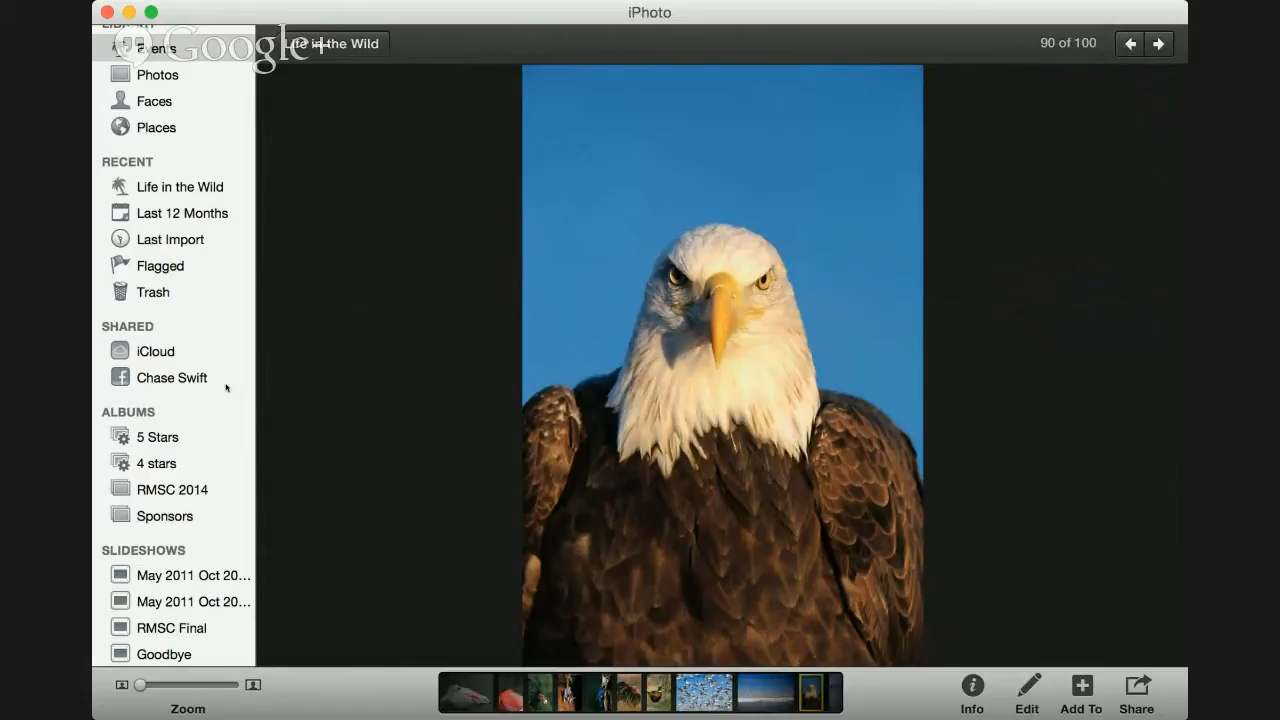 iPhoto
LIBRARY
Events
Google+
Life in the Wild
90 of 100
Photos
Faces
Places
RECENT
Life in the Wild
Last 12 Months
Last Import
Flagged
Trash
SHARED
iCloud
Chase Swift
ALBUMS
5 Stars
4 stars
RMSC 2014
Sponsors
SLIDESHOWS
May 2011 Oct 20...
May 2011 Oct 20...
RMSC Final
Goodbye
Zoom
Info
Edit
Add To
Share